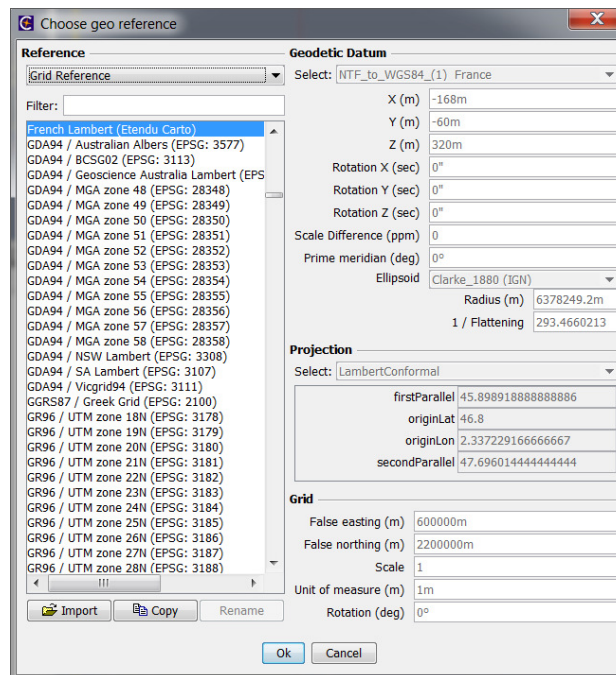 Choose geo reference
Reference
Grid Reference
Filter:
French Lambert (Etendu Carto)
GDA94 / Australian Albers (EPSG: 3577)
GDA94 / BCSG02 (EPSG: 3113)
GDA94 / Geoscience Australia Lambert (EPS
GDA94 / MGA zone 48 (EPSG: 28348)
GDA94 / MGA zone 49 (EPSG: 28349)
GDA94 / MGA zone 50 (EPSG: 28350)
GDA94 / MGA zone 51 (EPSG: 28351)
GDA94 / MGA zone 52 (EPSG: 28352)
GDA94 / MGA zone 53 (EPSG: 28353)
GDA94 / MGA zone 54 (EPSG: 28354)
GDA94 / MGA zone 55 (EPSG: 28355)
GDA94 / MGA zone 56 (EPSG: 28356)
GDA94 / MGA zone 57 (EPSG: 28357)
GDA94 / MGA zone 58 (EPSG: 28358)
GDA94 / NSW Lambert (EPSG: 3308)
GDA94 / SA Lambert (EPSG: 3107)
GDA94 / Vicgrid94 (EPSG: 3111)
GGRS87 / Greek Grid (EPSG: 2100)
GR96 / UTM zone 18N (EPSG: 3178)
GR96 / UTM zone 19N (EPSG: 3179)
GR96 / UTM zone 20N (EPSG: 3180)
GR96 / UTM zone 21N (EPSG: 3181)
GR96 / UTM zone 22N (EPSG: 3182)
GR96 / UTM zone 23N (EPSG: 3183)
GR96 / UTM zone 24N (EPSG: 3184)
GR96 / UTM zone 25N (EPSG: 3185)
GR96 / UTM zone 26N (EPSG: 3186)
GR96 / UTM zone 27N (EPSG: 3187)
GR96 / UTM zone 28N (EPSG: 3188)
Import Copy Rename
Geodetic Datum
Select: NTF_to_WGS84_(1) France
X (m) -168m
Y (m) -60m
Z (m) 320m
Rotation X (sec) 0"
Rotation Y (sec) 0"
Rotation Z (sec) 0"
Scale Difference (ppm) 0
Prime meridian (deg) 0º
Ellipsoid Clarke_1880 (IGN)
Radius (m) 6378249.2m
1 / Flattening 293.4660213
Projection
Select: LambertConformal
firstParallel 45.898918888888886
originLat 46.8
originLon 2.337229166666667
secondParallel 47.696014444444444
Grid
False easting (m) 600000m
False northing (m) 2200000m
Scale 1
Unit of measure (m) 1m
Rotation (deg) 0º
Ok Cancel